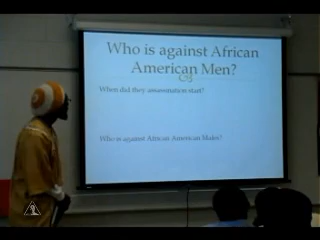 Who is against African
American Men?
When did they assassination start?
Who is against African American Males?